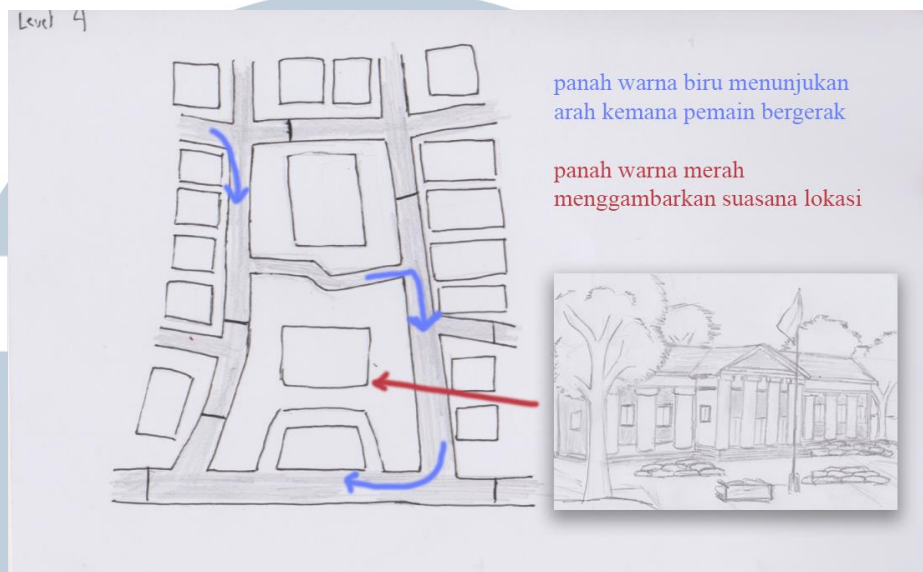 Level 4
panah warna biru menunjukan
arah kemana pemain bergerak
panah warna merah
menggambarkan suasana lokasi